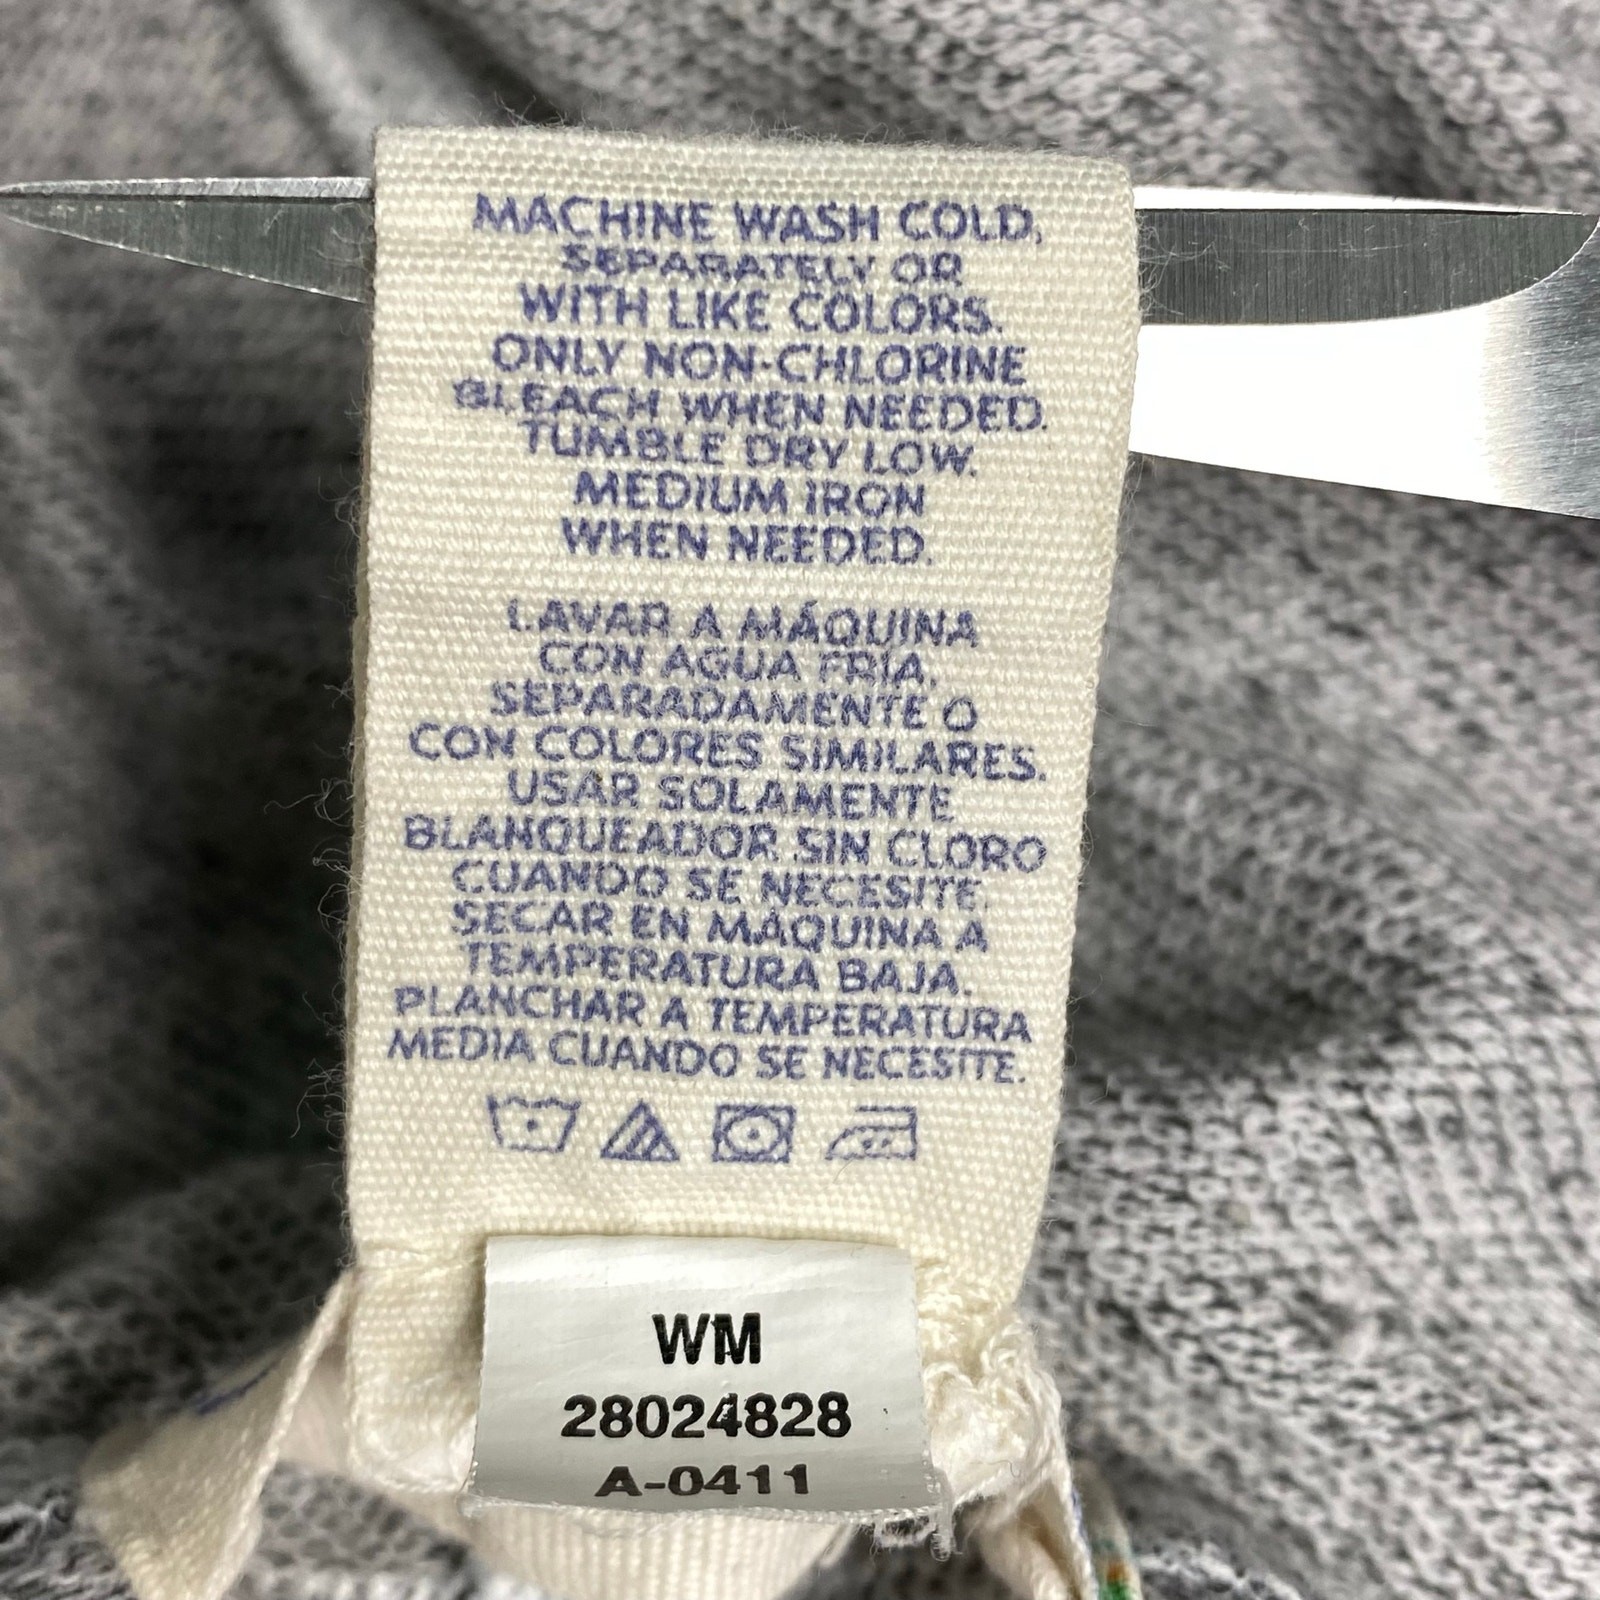 MACHINE WASH COLD,
SEPARATELY OR
WITH LIKE COLORS.
ONLY NON-CHLORINE
BLEACH WHEN NEEDED.
TUMBLE DRY LOW.
MEDIUM IRON
WHEN NEEDED.
LAVAR A MÁQUINA
CON AGUA FRÍA,
SEPARADAMENTE O
CON COLORES SIMILARES.
USAR SOLAMENTE
BLANQUEADOR SIN CLORO
CUANDO SE NECESITE.
SECAR EN MÁQUINA A
TEMPERATURA BAJA.
PLANCHAR A TEMPERATURA
MEDIA CUANDO SE NECESITE.
WM
28024828
A-0411